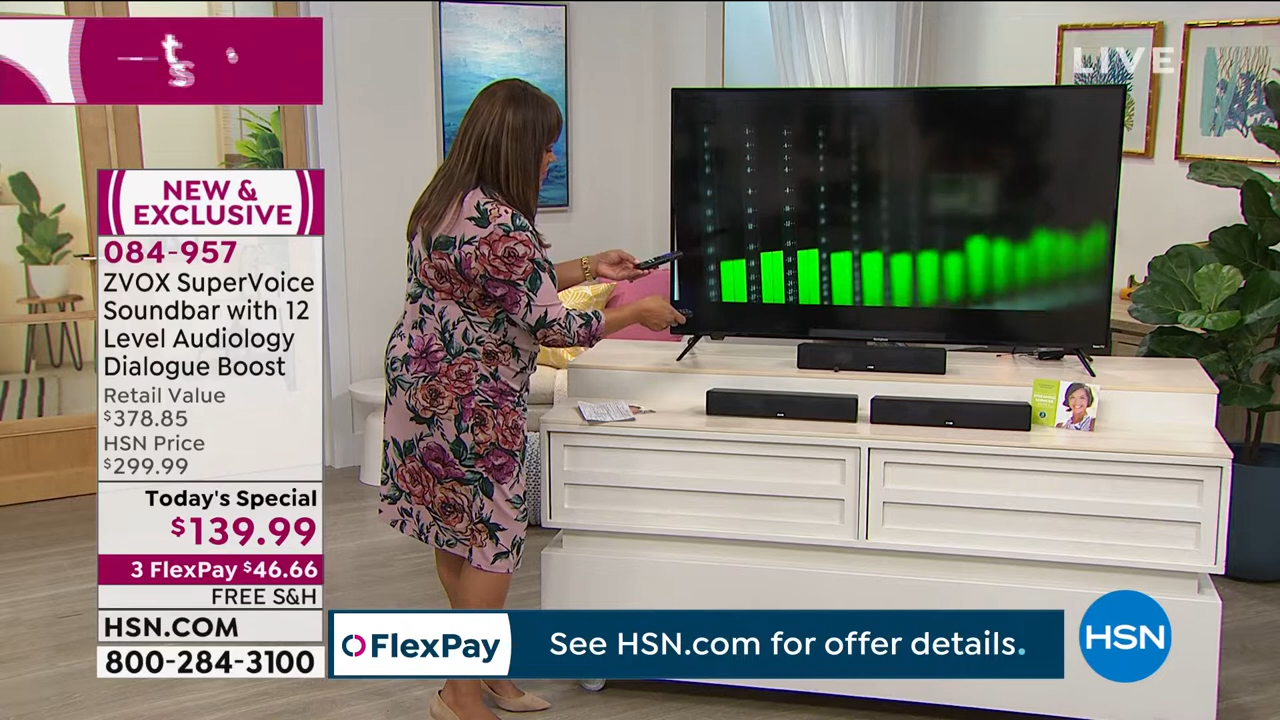 LIVE
NEW &
EXCLUSIVE
084-957
ZVOX SuperVoice
Soundbar with 12
Level Audiology
Dialogue Boost
Retail Value
$378.85
HSN Price
$299.99
Today's Special
$139.99
3 FlexPay $46.66
FREE S&H
HSN.COM
800-284-3100
FlexPay
See HSN.com for offer details.
HSN